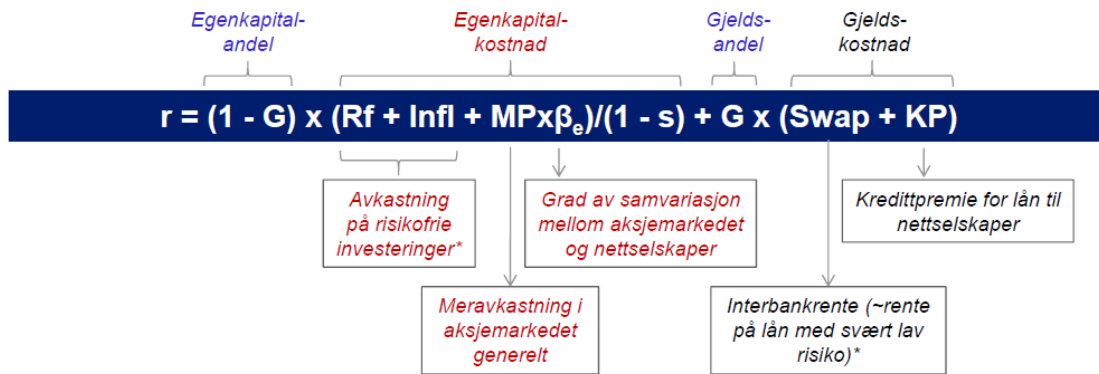 Egenkapital-
andel
Egenkapital-
kostnad
Gjelds-
andel
Gjelds-
kostnad
r = (1 - G) x (Rf + Infl + MPxβe)/(1 - s) + G x (Swap + KP)
Avkastning
på risikofrie
investeringer*
Grad av samvariasjon
mellom aksjemarkedet
og nettselskaper
Kredittpremie for lån til
nettselskaper
Meravkastning i
aksjemarkedet
generelt
Interbankrente (~rente
på lån med svært lav
risiko)*